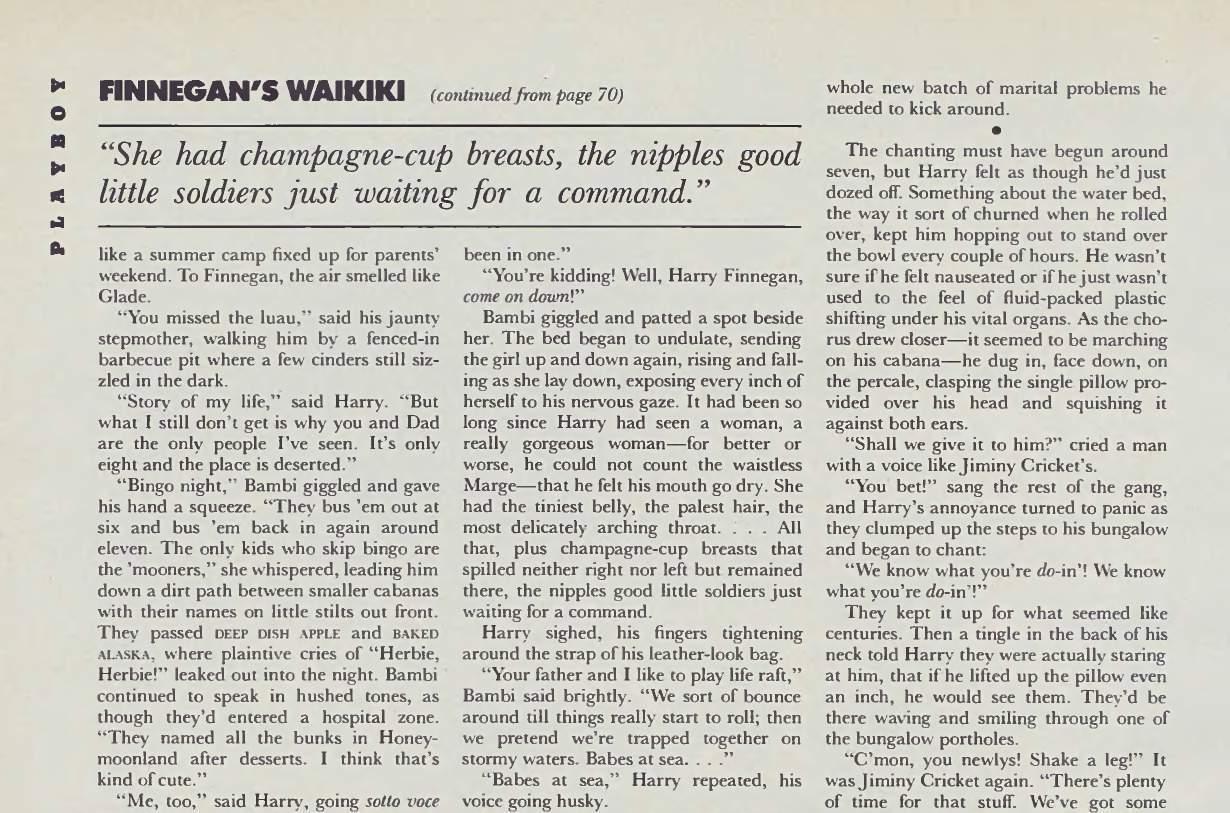 PLAYBOY
FINNEGAN'S WAIKIKI (continued from page 70)
“She had champagne-cup breasts, the nipples good
little soldiers just waiting for a command.”
like a summer camp fixed up for parents'
weekend. To Finnegan, the air smelled like
Glade.
“You missed the luau,” said his jaunty
stepmother, walking him by a fenced-in
barbecue pit where a few cinders still siz-
zled in the dark.
“Story of my life,” said Harry. “But
what I still don't get is why you and Dad
are the only people I've seen. It's only
eight and the place is deserted.”
“Bingo night,” Bambi giggled and gave
his hand a squeeze. “They bus 'em out at
six and bus 'em back in again around
eleven. The only kids who skip bingo are
the 'mooners,” she whispered, leading him
down a dirt path between smaller cabanas
with their names on little stilts out front.
They passed DEEP DISH APPLE and BAKED
ALASKA, where plaintive cries of “Herbie,
Herbie!” leaked out into the night. Bambi
continued to speak in hushed tones, as
though they'd entered a hospital zone.
“They named all the bunks in Honey-
moonland after desserts. I think that's
kind of cute.”
“Me, too,” said Harry, going sotto voce
been in one.”
“You're kidding! Well, Harry Finnegan,
come on down!”
Bambi giggled and patted a spot beside
her. The bed began to undulate, sending
the girl up and down again, rising and fall-
ing as she lay down, exposing every inch of
herself to his nervous gaze. It had been so
long since Harry had seen a woman, a
really gorgeous woman—for better or
worse, he could not count the waistless
Marge—that he felt his mouth go dry. She
had the tiniest belly, the palest hair, the
most delicately arching throat. . . . All
that, plus champagne-cup breasts that
spilled neither right nor left but remained
there, the nipples good little soldiers just
waiting for a command.
Harry sighed, his fingers tightening
around the strap of his leather-look bag.
“Your father and I like to play life raft,”
Bambi said brightly. “We sort of bounce
around till things really start to roll; then
we pretend we're trapped together on
stormy waters. Babes at sea. . . .”
“Babes at sea,” Harry repeated, his
voice going husky.
whole new batch of marital problems he
needed to kick around.
•
The chanting must have begun around
seven, but Harry felt as though he'd just
dozed off. Something about the water bed,
the way it sort of churned when he rolled
over, kept him hopping out to stand over
the bowl every couple of hours. He wasn't
sure if he felt nauseated or if he just wasn't
used to the feel of fluid-packed plastic
shifting under his vital organs. As the cho-
rus drew closer—it seemed to be marching
on his cabana—he dug in, face down, on
the percale, clasping the single pillow pro-
vided over his head and squishing it
against both ears.
“Shall we give it to him?” cried a man
with a voice like Jiminy Cricket's.
“You bet!” sang the rest of the gang,
and Harry's annoyance turned to panic as
they clumped up the steps to his bungalow
and began to chant:
“We know what you're do-in'! We know
what you're do-in'!”
They kept it up for what seemed like
centuries. Then a tingle in the back of his
neck told Harry they were actually staring
at him, that if he lifted up the pillow even
an inch, he would see them. They'd be
there waving and smiling through one of
the bungalow portholes.
“C'mon, you newlys! Shake a leg!” It
was Jiminy Cricket again. “There's plenty
of time for that stuff. We've got some